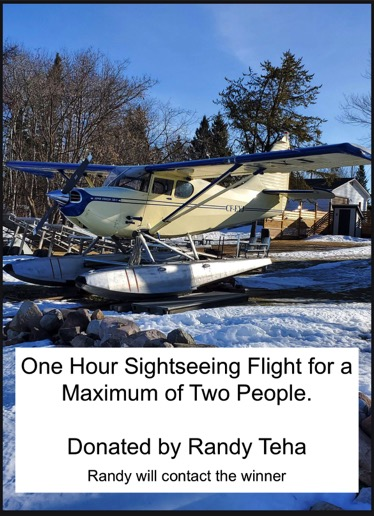 One Hour Sightseeing Flight for a
Maximum of Two People.
Donated by Randy Teha
Randy will contact the winner